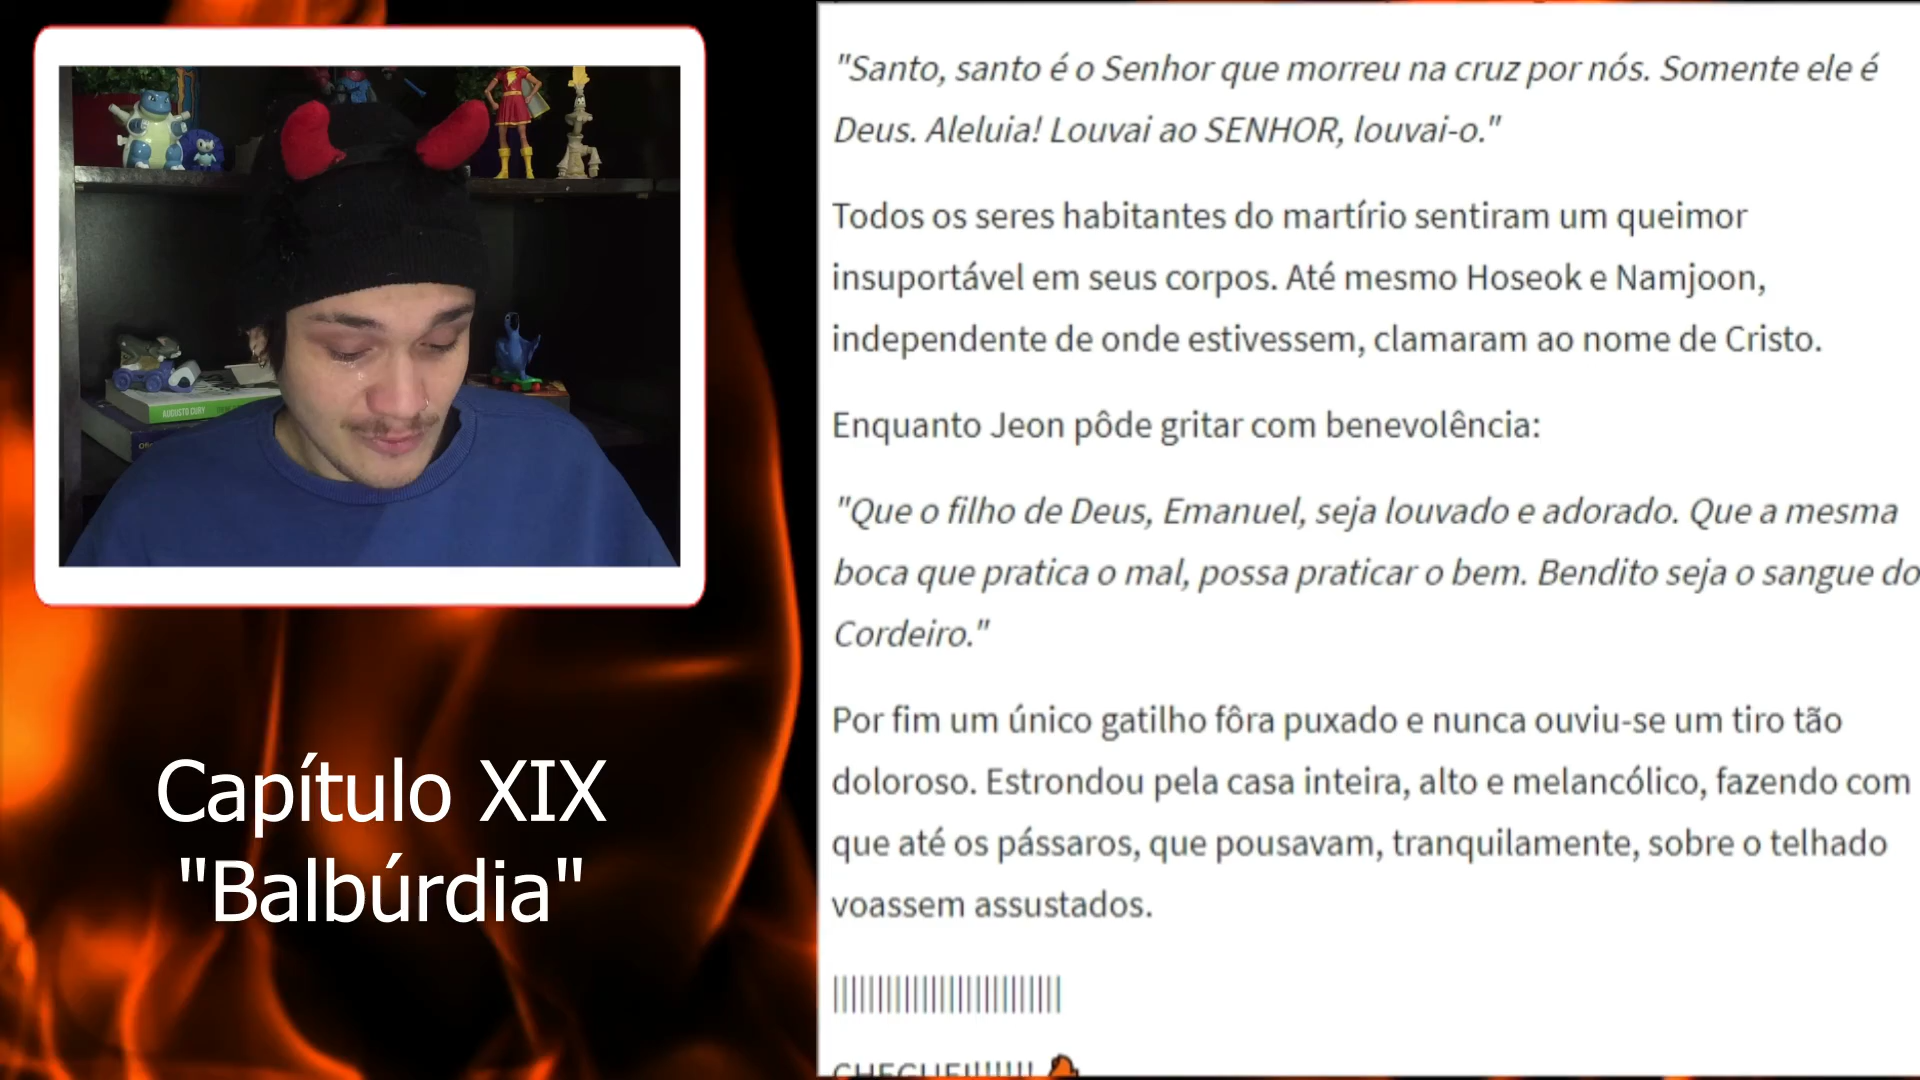 "Santo, santo é o Senhor que morreu na cruz por nós. Somente ele é
Deus. Aleluia! Louvai ao SENHOR, louvai-o."
Todos os seres habitantes do martírio sentiram um queimor
insuportável em seus corpos. Até mesmo Hoseok e Namjoon,
independente de onde estivessem, clamaram ao nome de Cristo.
Enquanto Jeon pôde gritar com benevolência:
"Que o filho de Deus, Emanuel, seja louvado e adorado. Que a mesma
boca que pratica o mal, possa praticar o bem. Bendito seja o sangue do
Cordeiro."
Por fim um único gatilho fôra puxado e nunca ouviu-se um tiro tão
doloroso. Estrondou pela casa inteira, alto e melancólico, fazendo com
que até os pássaros, que pousavam, tranquilamente, sobre o telhado
voassem assustados.
||||||||||||||||||||||||||
CHEGUEI!!!!!!!
AUGUSTO CURY
Capítulo XIX
"Balbúrdia"